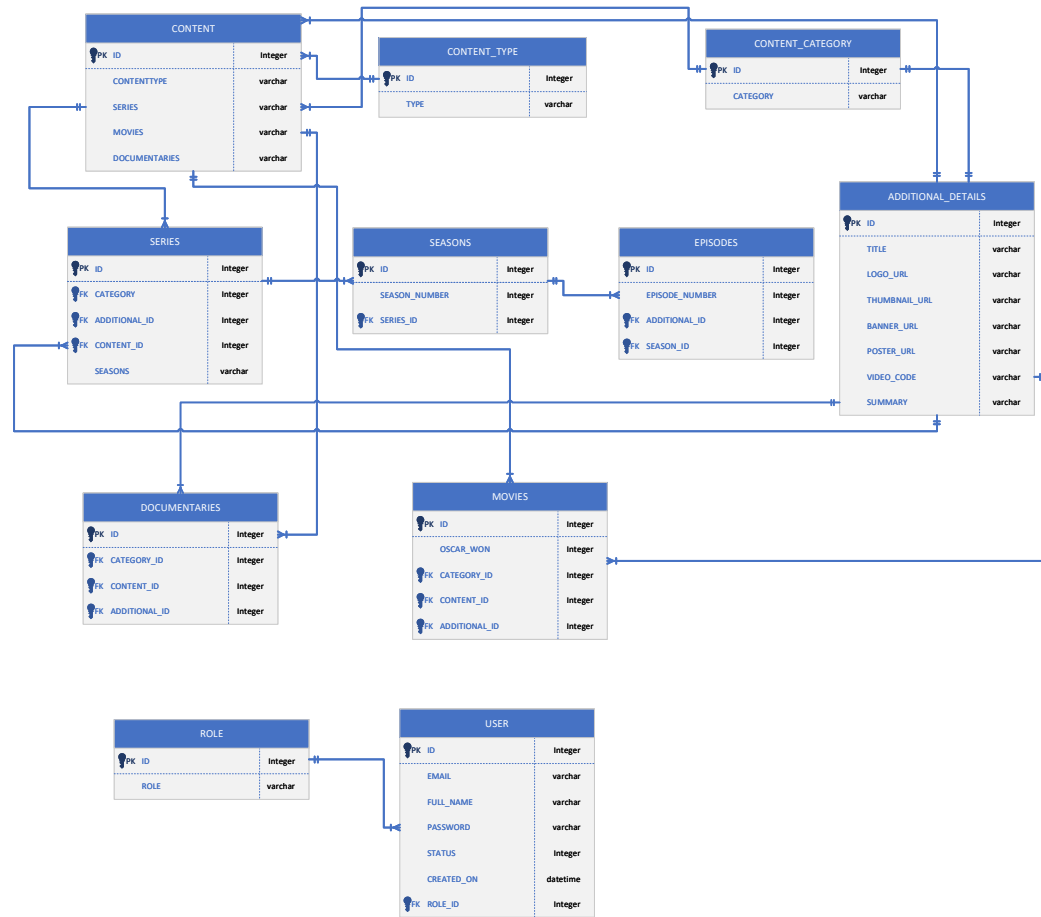 CONTENT
PK ID Integer
CONTENTTYPE varchar
SERIES varchar
MOVIES varchar
DOCUMENTARIES varchar
CONTENT_TYPE
PK ID Integer
TYPE varchar
CONTENT_CATEGORY
PK ID Integer
CATEGORY varchar
ADDITIONAL_DETAILS
PK ID Integer
TITLE varchar
LOGO_URL varchar
THUMBNAIL_URL varchar
BANNER_URL varchar
POSTER_URL varchar
VIDEO_CODE varchar
SUMMARY varchar
SERIES
PK ID Integer
FK CATEGORY Integer
FK ADDITIONAL_ID Integer
FK CONTENT_ID Integer
SEASONS varchar
SEASONS
PK ID Integer
SEASON_NUMBER Integer
FK SERIES_ID Integer
EPISODES
PK ID Integer
EPISODE_NUMBER Integer
FK ADDITIONAL_ID Integer
FK SEASON_ID Integer
DOCUMENTARIES
PK ID Integer
FK CATEGORY_ID Integer
FK CONTENT_ID Integer
FK ADDITIONAL_ID Integer
MOVIES
PK ID Integer
OSCAR_WON Integer
FK CATEGORY_ID Integer
FK CONTENT_ID Integer
FK ADDITIONAL_ID Integer
ROLE
PK ID Integer
ROLE varchar
USER
PK ID Integer
EMAIL varchar
FULL_NAME varchar
PASSWORD varchar
STATUS Integer
CREATED_ON datetime
FK ROLE_ID Integer